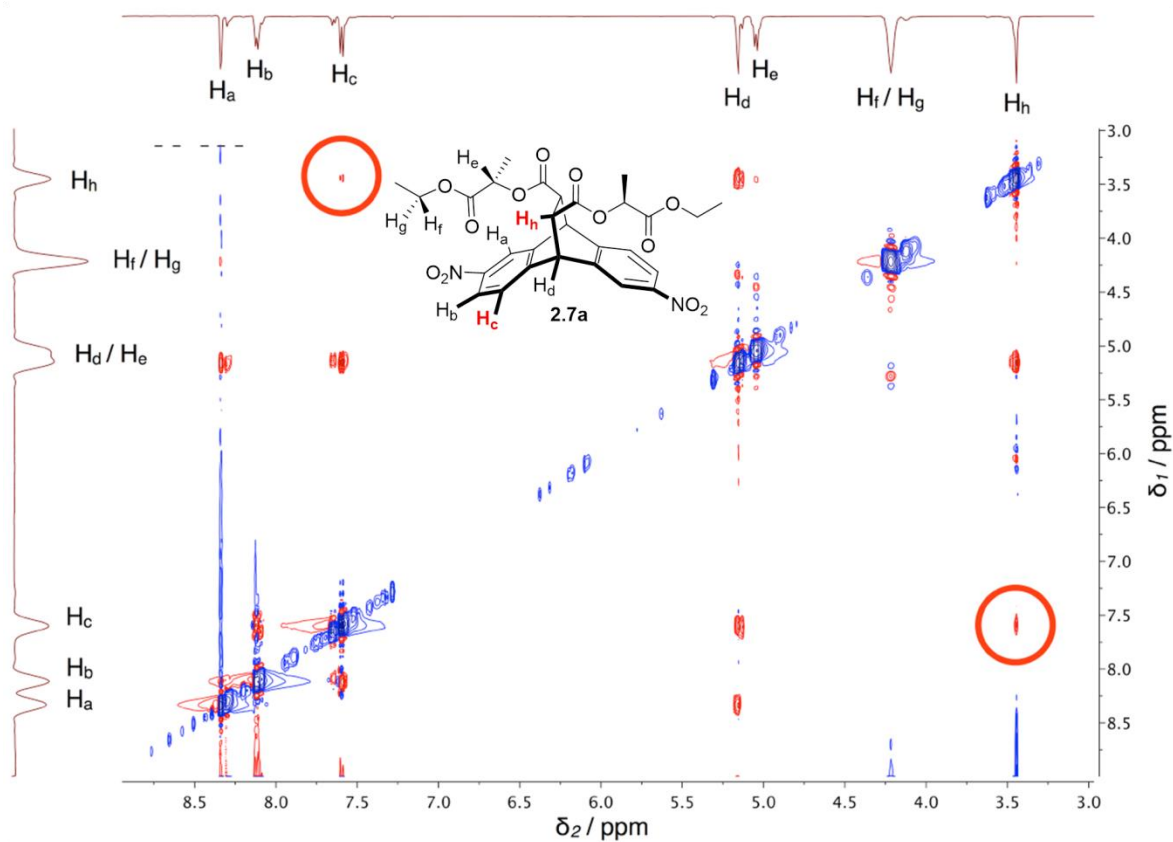 Ha
Hb
Hc
Hd
He
Hf / Hg
Hh
Hh
Hf / Hg
Hd / He
Hc
Hb
Ha
He
O
O
O
O
Hg
Hf
O
Hh
O
O
O
Ha
NO2
Hb
Hc
Hd
2.7a
NO2
3.0
3.5
4.0
4.5
5.0
5.5
6.0
6.5
7.0
7.5
8.0
8.5
δ1 / ppm
8.5 8.0 7.5 7.0 6.5 6.0 5.5 5.0 4.5 4.0 3.5 3.0
δ2 / ppm